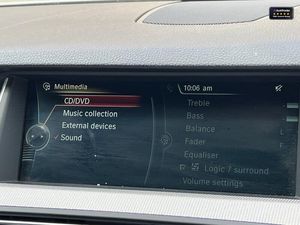 Multimedia
10:06 am
CD/DVD
Music collection
External devices
Sound
Treble
Bass
Balance L
Fader F
Equaliser
Logic / surround
Volume settings